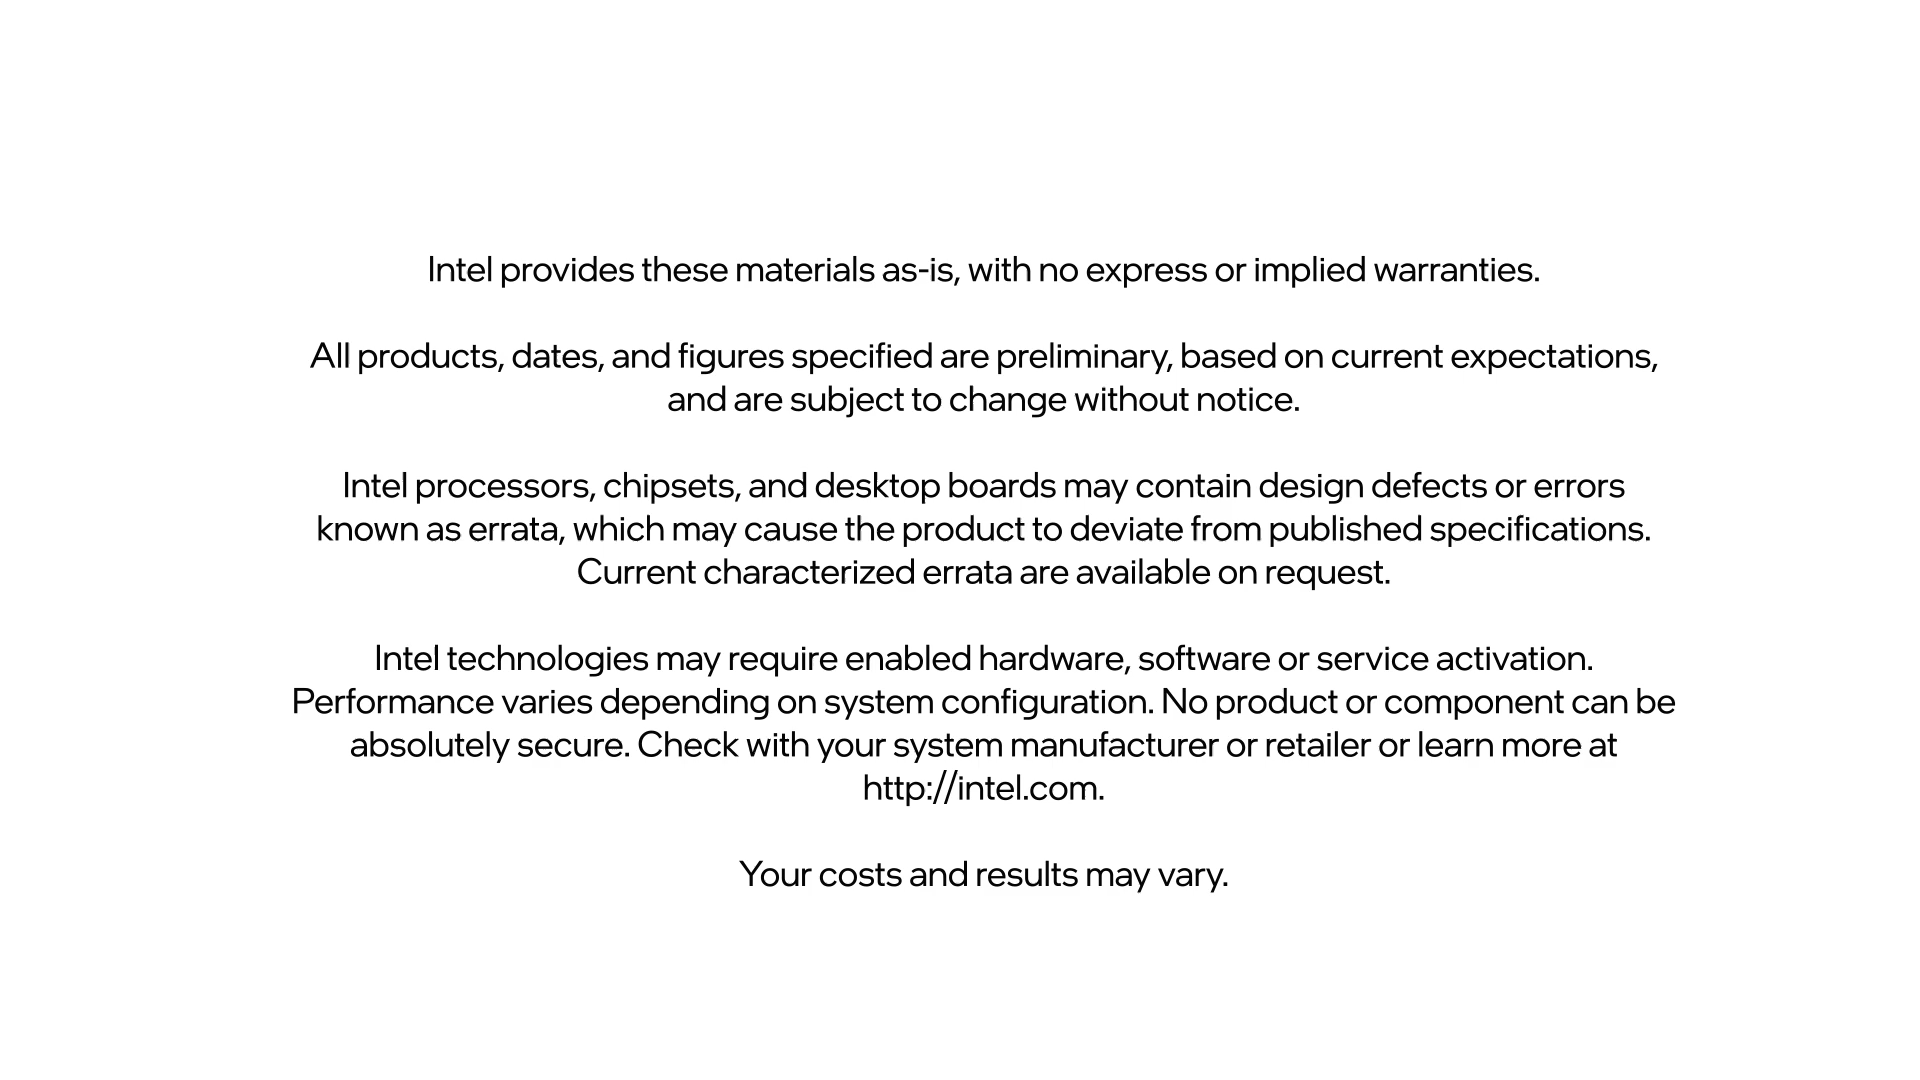 Intel provides these materials as-is, with no express or implied warranties.
All products, dates, and figures specified are preliminary, based on current expectations,
and are subject to change without notice.
Intel processors, chipsets, and desktop boards may contain design defects or errors
known as errata, which may cause the product to deviate from published specifications.
Current characterized errata are available on request.
Intel technologies may require enabled hardware, software or service activation.
Performance varies depending on system configuration. No product or component can be
absolutely secure. Check with your system manufacturer or retailer or learn more at
http://intel.com.
Your costs and results may vary.